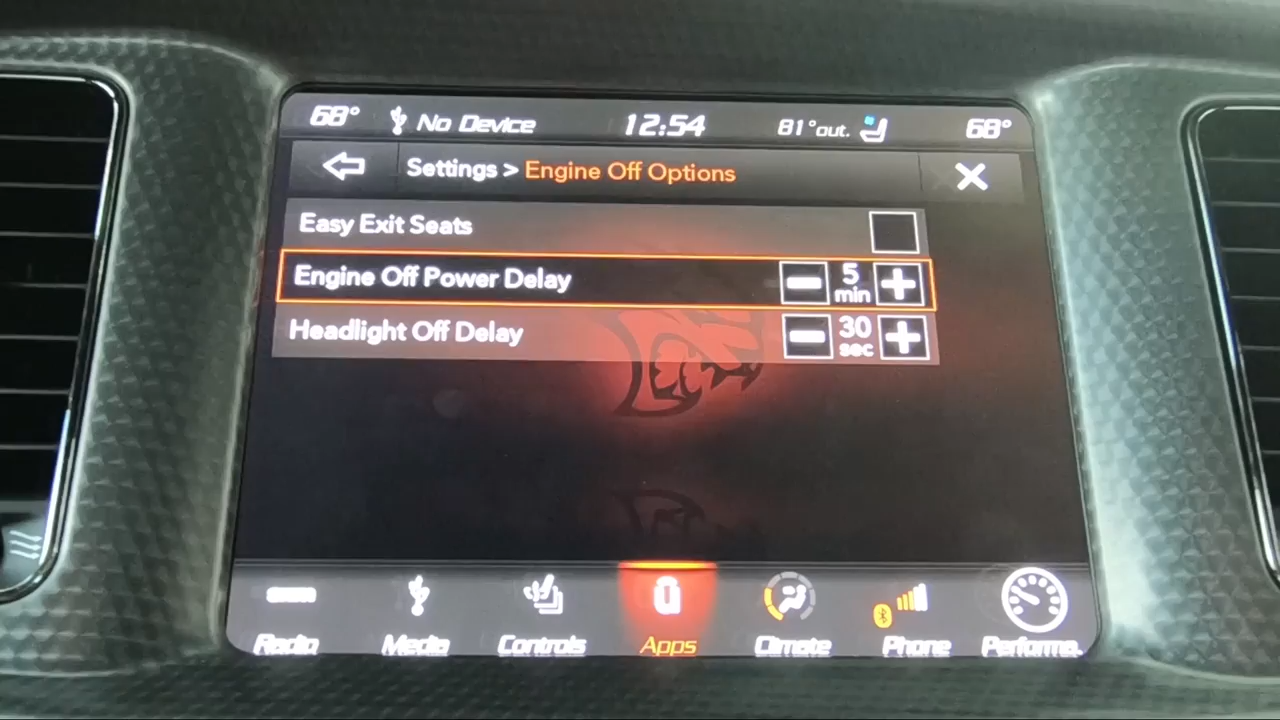 68° No Device 12:54 81°out. 68°
Settings > Engine Off Options
Easy Exit Seats
Engine Off Power Delay 5 min
Headlight Off Delay 30 sec
Radio Media Controls Apps Climate Phone Performa..